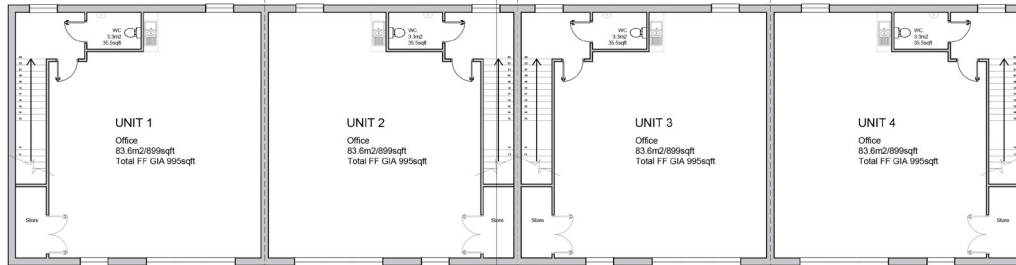 WC
3.3m2
35.5sqft
WC
3.3m2
35.5sqft
WC
3.3m2
35.5sqft
WC
3.3m2
35.5sqft
UNIT 1
Office
83.6m2/899sqft
Total FF GIA 995sqft
UNIT 2
Office
83.6m2/899sqft
Total FF GIA 995sqft
UNIT 3
Office
83.6m2/899sqft
Total FF GIA 995sqft
UNIT 4
Office
83.6m2/899sqft
Total FF GIA 995sqft
Store
Store
Store
Store